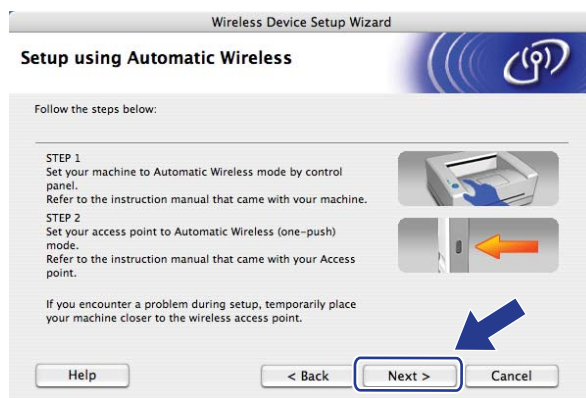 Wireless Device Setup Wizard
Setup using Automatic Wireless
Follow the steps below:
STEP 1
Set your machine to Automatic Wireless mode by control
panel.
Refer to the instruction manual that came with your machine.
STEP 2
Set your access point to Automatic Wireless (one-push)
mode.
Refer to the instruction manual that came with your Access
point.
If you encounter a problem during setup, temporarily place
your machine closer to the wireless access point.
Help
< Back
Next >
Cancel